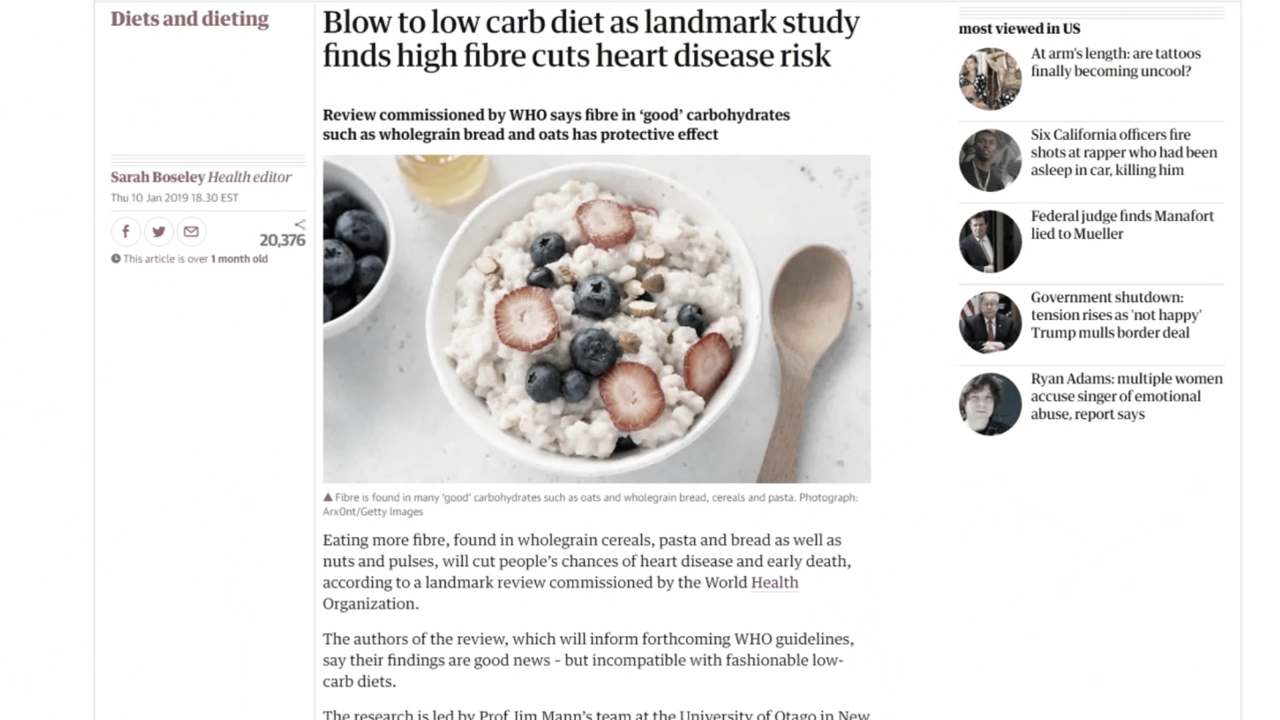 Diets and dieting
Blow to low carb diet as landmark study
finds high fibre cuts heart disease risk
Review commissioned by WHO says fibre in ‘good’ carbohydrates
such as wholegrain bread and oats has protective effect
Sarah Boseley Health editor
Thu 10 Jan 2019 18.30 EST
20,376
This article is over 1 month old
Fibre is found in many ‘good’ carbohydrates such as oats and wholegrain bread, cereals and pasta. Photograph:
ArxOnt/Getty Images
Eating more fibre, found in wholegrain cereals, pasta and bread as well as
nuts and pulses, will cut people’s chances of heart disease and early death,
according to a landmark review commissioned by the World Health
Organization.
The authors of the review, which will inform forthcoming WHO guidelines,
say their findings are good news – but incompatible with fashionable low-
carb diets.
The research is led by Prof Jim Mann’s team at the University of Otago in New
most viewed in US
At arm’s length: are tattoos
finally becoming uncool?
Six California officers fire
shots at rapper who had been
asleep in car, killing him
Federal judge finds Manafort
lied to Mueller
Government shutdown:
tension rises as 'not happy'
Trump mulls border deal
Ryan Adams: multiple women
accuse singer of emotional
abuse, report says